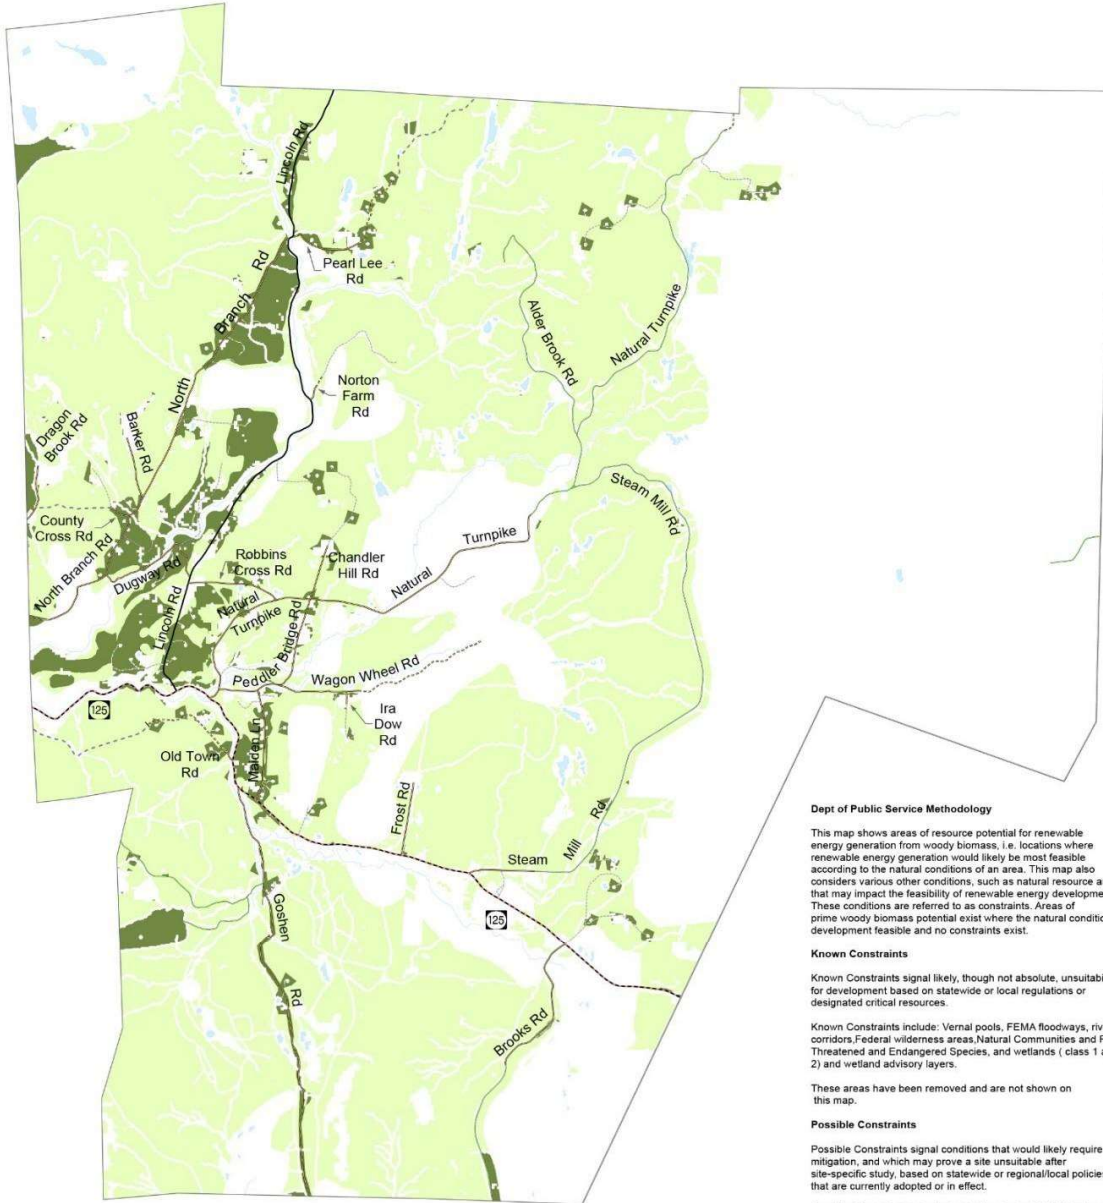 Lincoln Rd
Pearl Lee
Rd
North Branch Rd
Alder Brook Rd
Natural Turnpike
Norton
Farm
Rd
Dragon
Brook Rd
Barker Rd
County
Cross Rd
North Branch Rd
Dugway Rd
Lincoln Rd
Robbins
Cross Rd
Chandler
Hill Rd
Natural Turnpike
Natural
Turnpike
Steam Mill Rd
Peddler Bridge Rd
Wagon Wheel Rd
Ira
Dow
Rd
125
Old Town
Rd
Maiden Ln
Frost Rd
Steam Mill Rd
125
Goshen Rd
Brooks Rd
Dept of Public Service Methodology
This map shows areas of resource potential for renewable
energy generation from woody biomass, i.e. locations where
renewable energy generation would likely be most feasible
according to the natural conditions of an area. This map also
considers various other conditions, such as natural resource
that may impact the feasibility of renewable energy
These conditions are referred to as constraints. Areas of
prime woody biomass potential exist where the natural
development feasible and no constraints exist.
Known Constraints
Known Constraints signal likely, though not absolute,
for development based on statewide or local regulations or
designated critical resources.
Known Constraints include: Vernal pools, FEMA floodways,
corridors,Federal wilderness areas,Natural Communities and
Threatened and Endangered Species, and wetlands ( class 1
2) and wetland advisory layers.
These areas have been removed and are not shown on
this map.
Possible Constraints
Possible Constraints signal conditions that would likely require
mitigation, and which may prove a site unsuitable after
site-specific study, based on statewide or regional/local policies
that are currently adopted or in effect.